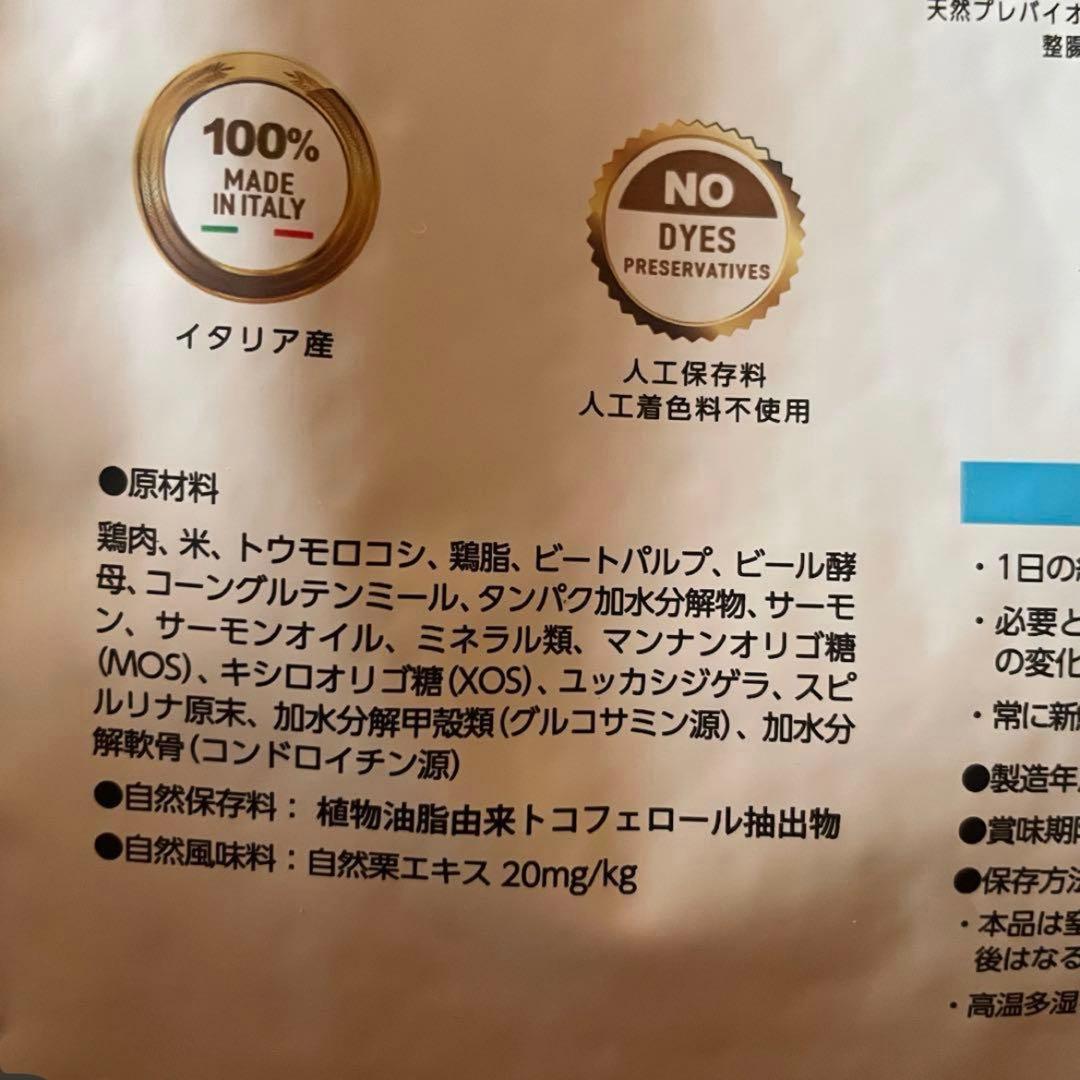 天然プレバイオ
整腸
100%
MADE
IN ITALY
イタリア産
NO
DYES
PRESERVATIVES
人工保存料
人工着色料不使用
●原材料
鶏肉、米、トウモロコシ、鶏脂、ビートパルプ、ビール酵
母、コーングルテンミール、タンパク加水分解物、サーモ
ン、サーモンオイル、ミネラル類、マンナンオリゴ糖
(MOS)、キシロオリゴ糖(XOS)、ユッカシジゲラ、スピ
ルリナ原末、加水分解甲殻類(グルコサミン源)、加水分
解軟骨(コンドロイチン源)
●自然保存料：植物油脂由来トコフェロール抽出物
●自然風味料：自然栗エキス 20mg/kg
・1日の
・必要と
の変化
・常に新
●製造年
●賞味期
●保存方法
・本品は
後はなる
・高温多湿